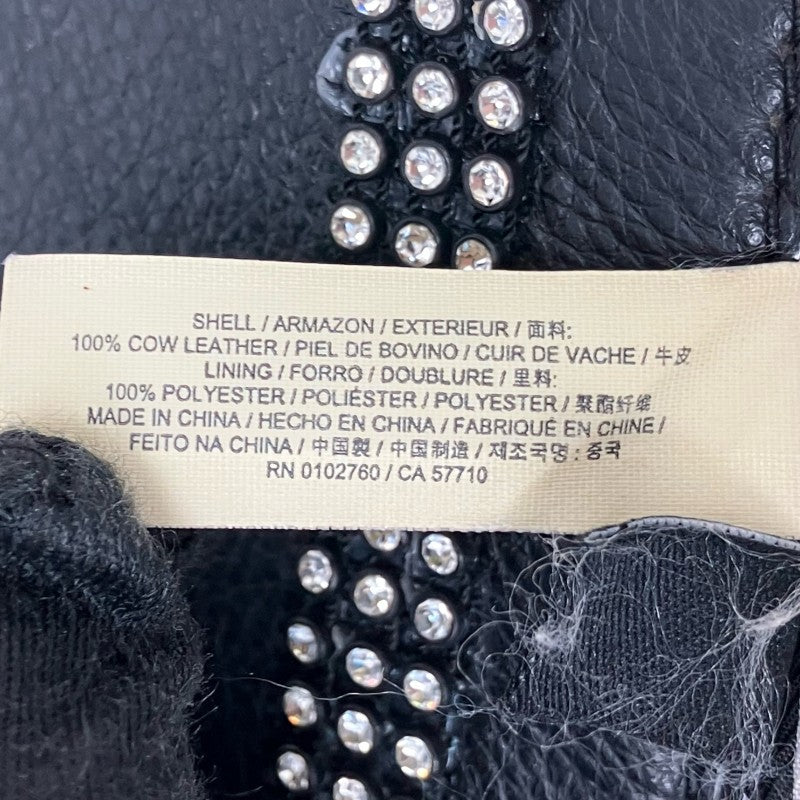 SHELL / ARMAZON / EXTERIEUR / 面料:
100% COW LEATHER / PIEL DE BOVINO / CUIR DE VACHE / 牛皮
LINING / FORRO / DOUBLURE / 里料:
100% POLYESTER / POLIÉSTER / POLYESTER / 聚酯纤维
MADE IN CHINA / HECHO EN CHINA / FABRIQUÉ EN CHINE /
FEITO NA CHINA / 中国製 / 中国制造 / 제조국명 : 중국
RN 0102760 / CA 57710